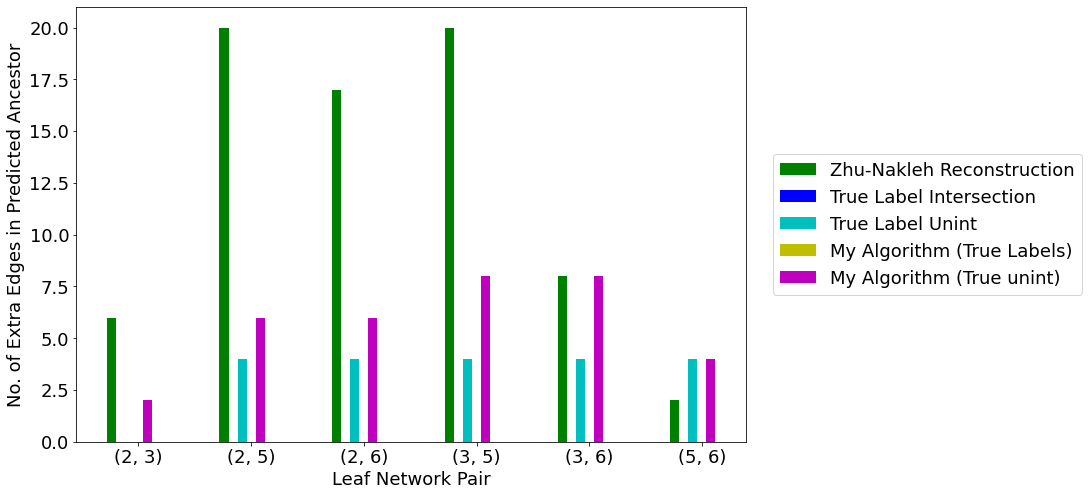 No. of Extra Edges in Predicted Ancestor
20.0
17.5
15.0
12.5
10.0
7.5
5.0
2.5
0.0
(2, 3)
(2, 5)
(2, 6)
(3, 5)
(3, 6)
(5, 6)
Leaf Network Pair
Zhu-Nakleh Reconstruction
True Label Intersection
True Label Unint
My Algorithm (True Labels)
My Algorithm (True unint)